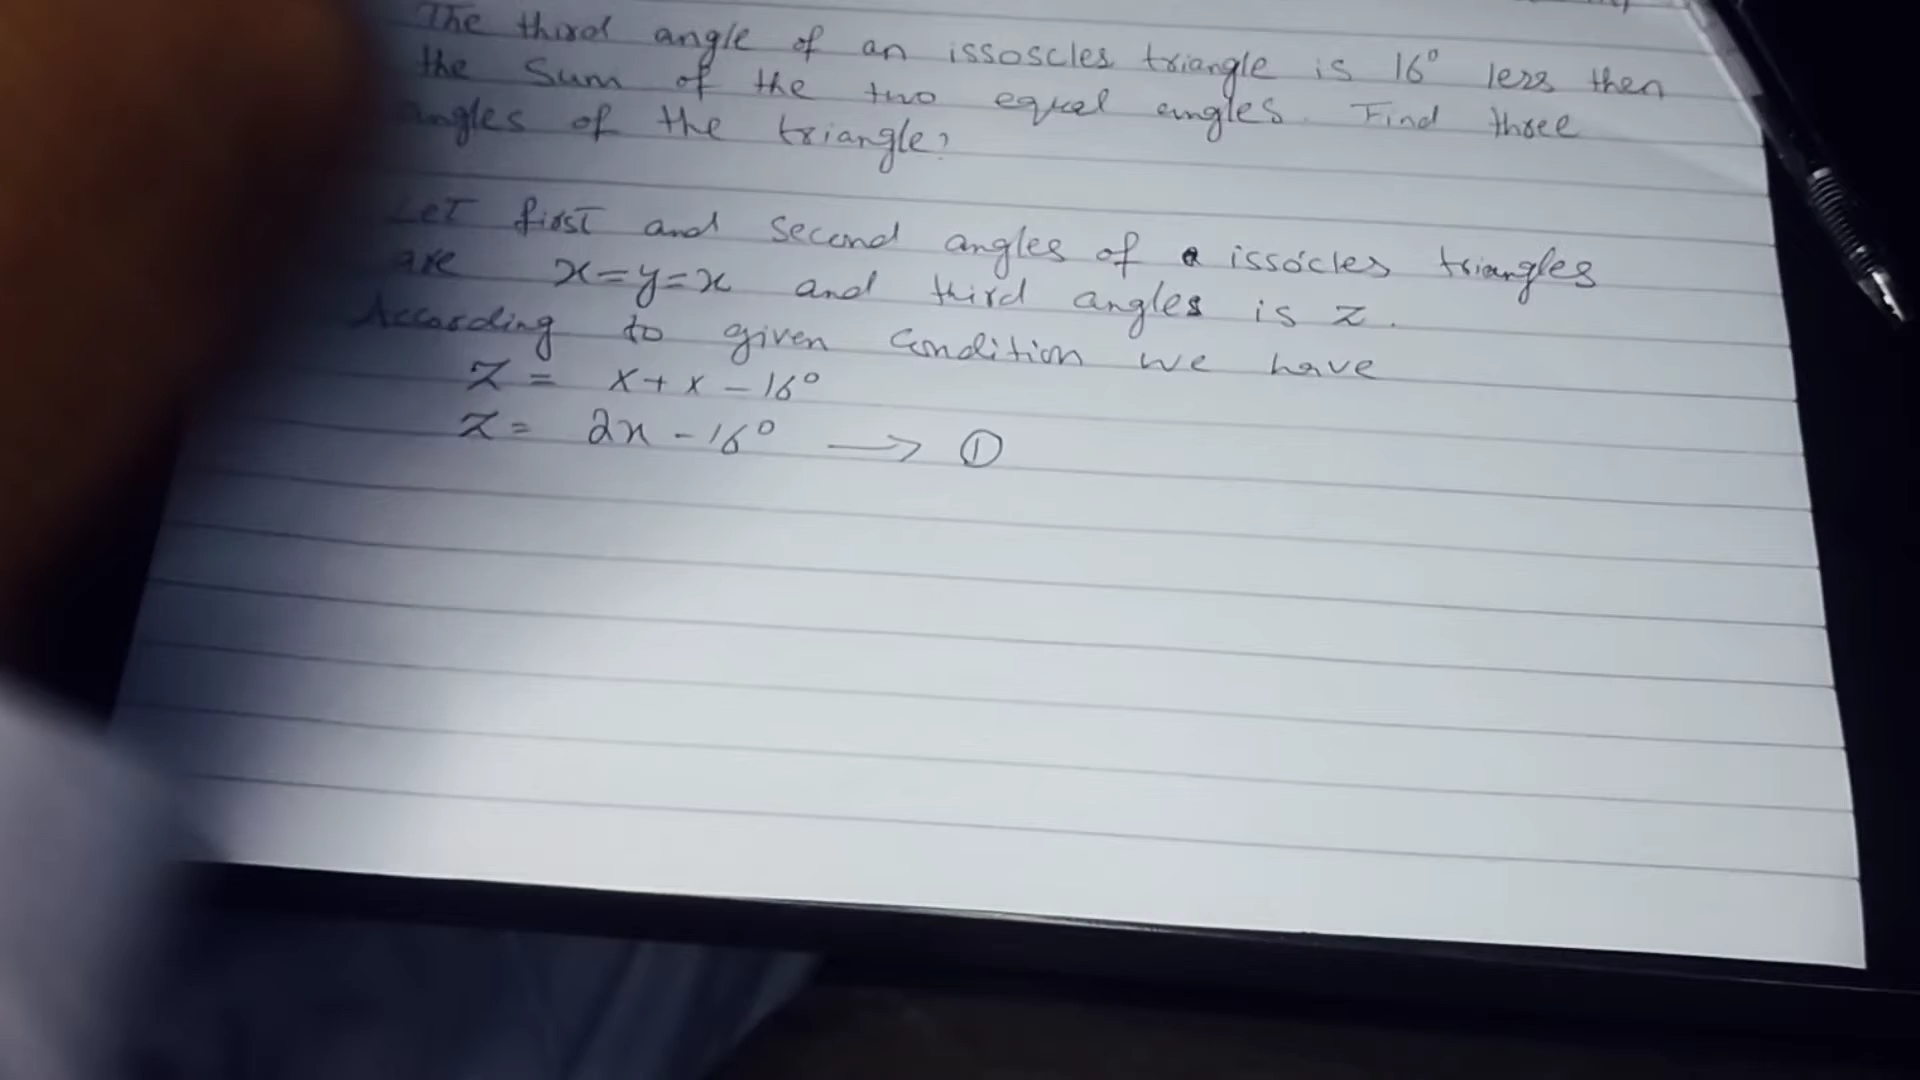 The third angle of an issoscles triangle is 16° less then
the sum of the two equal angles. Find three
angles of the triangle?
Let first and second angles of a issócles triangles
are x=y=x and third angles is z.
According to given condition we have
z = x+x-16°
z = 2x-16° → ①